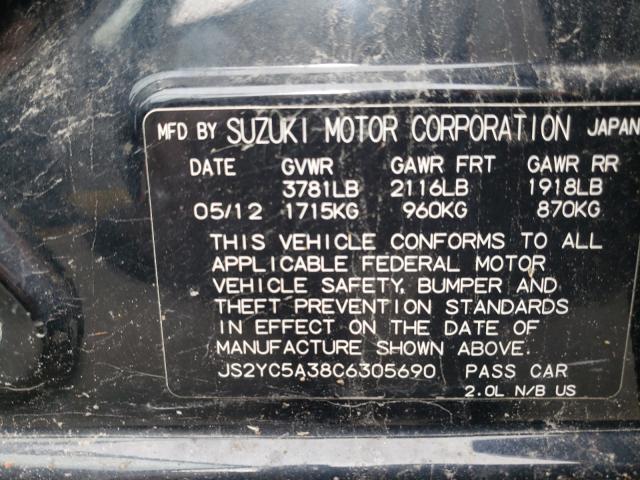 MFD BY SUZUKI MOTOR CORPORATION JAPAN
DATE GVWR GAWR FRT GAWR RR
3781LB 2116LB 1918LB
05/12 1715KG 960KG 870KG
THIS VEHICLE CONFORMS TO ALL
APPLICABLE FEDERAL MOTOR
VEHICLE SAFETY, BUMPER AND
THEFT PREVENTION STANDARDS
IN EFFECT ON THE DATE OF
MANUFACTURE SHOWN ABOVE.
JS2YC5A38C6305690 PASS CAR
2.0L N/B US